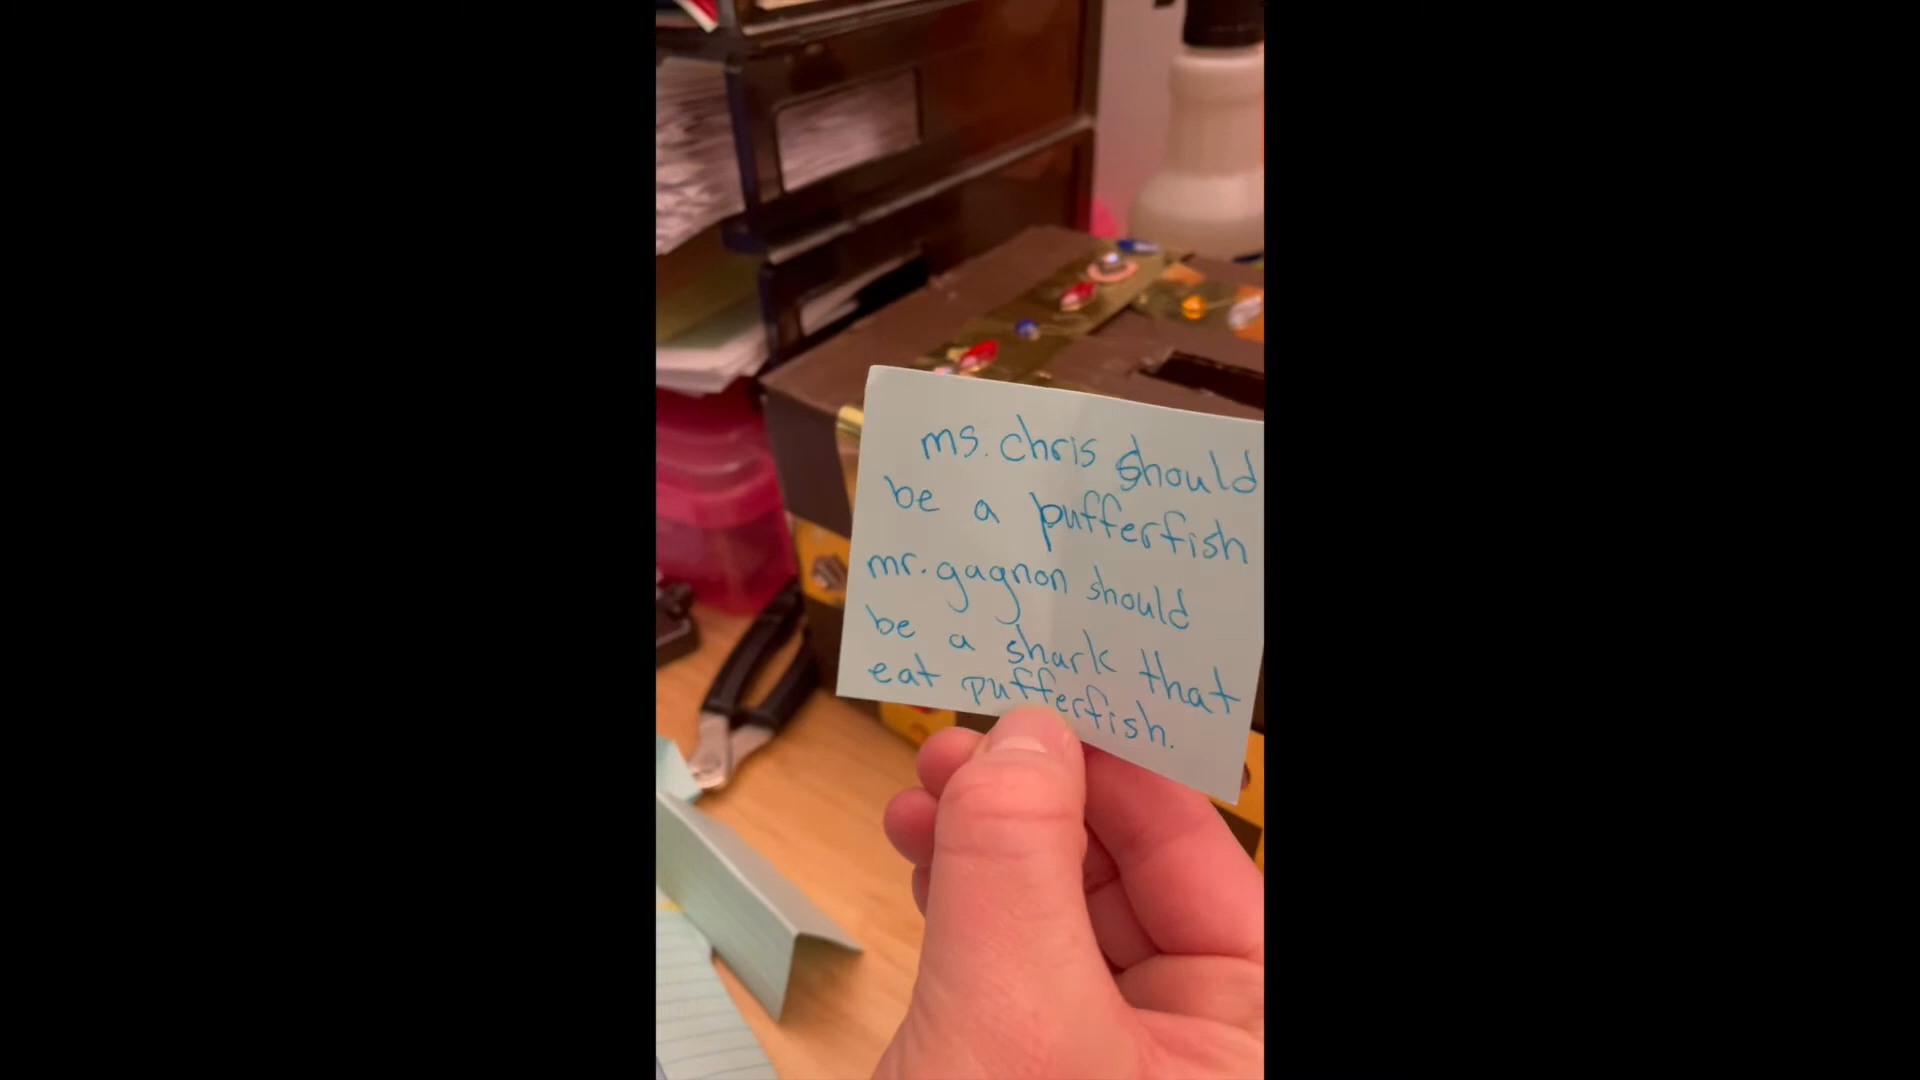 ms. chris should
be a pufferfish
mr. gagnon should
be a shark that
eat pufferfish.